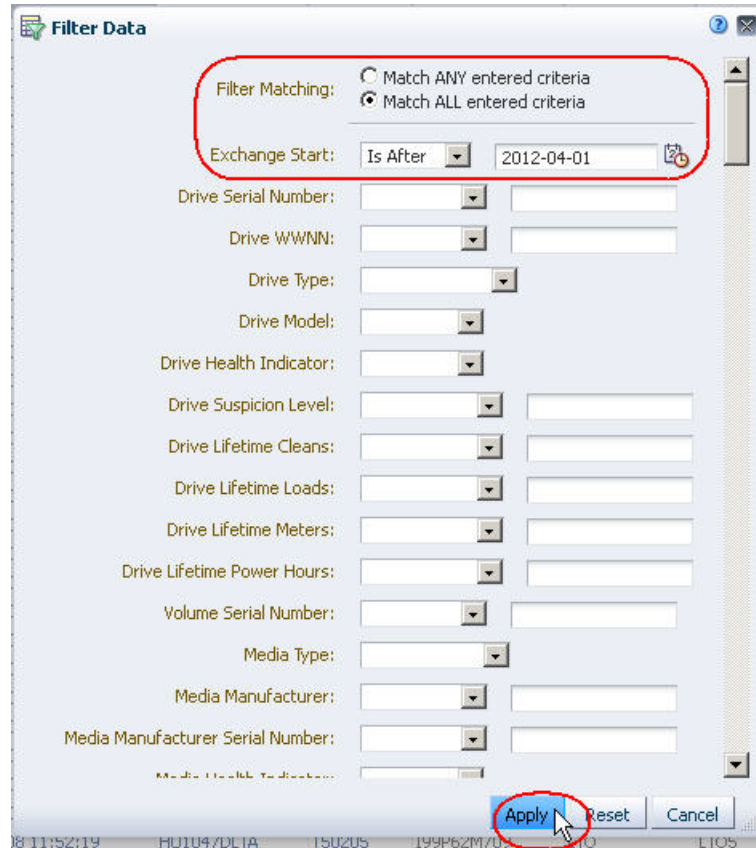 Filter Data
Filter Matching:
Match ANY entered criteria
Match ALL entered criteria
Exchange Start: Is After 2012-04-01
Drive Serial Number:
Drive WWNN:
Drive Type:
Drive Model:
Drive Health Indicator:
Drive Suspicion Level:
Drive Lifetime Cleans:
Drive Lifetime Loads:
Drive Lifetime Meters:
Drive Lifetime Power Hours:
Volume Serial Number:
Media Type:
Media Manufacturer:
Media Manufacturer Serial Number:
Media Health Indicator:
Apply Reset Cancel
11:52:19